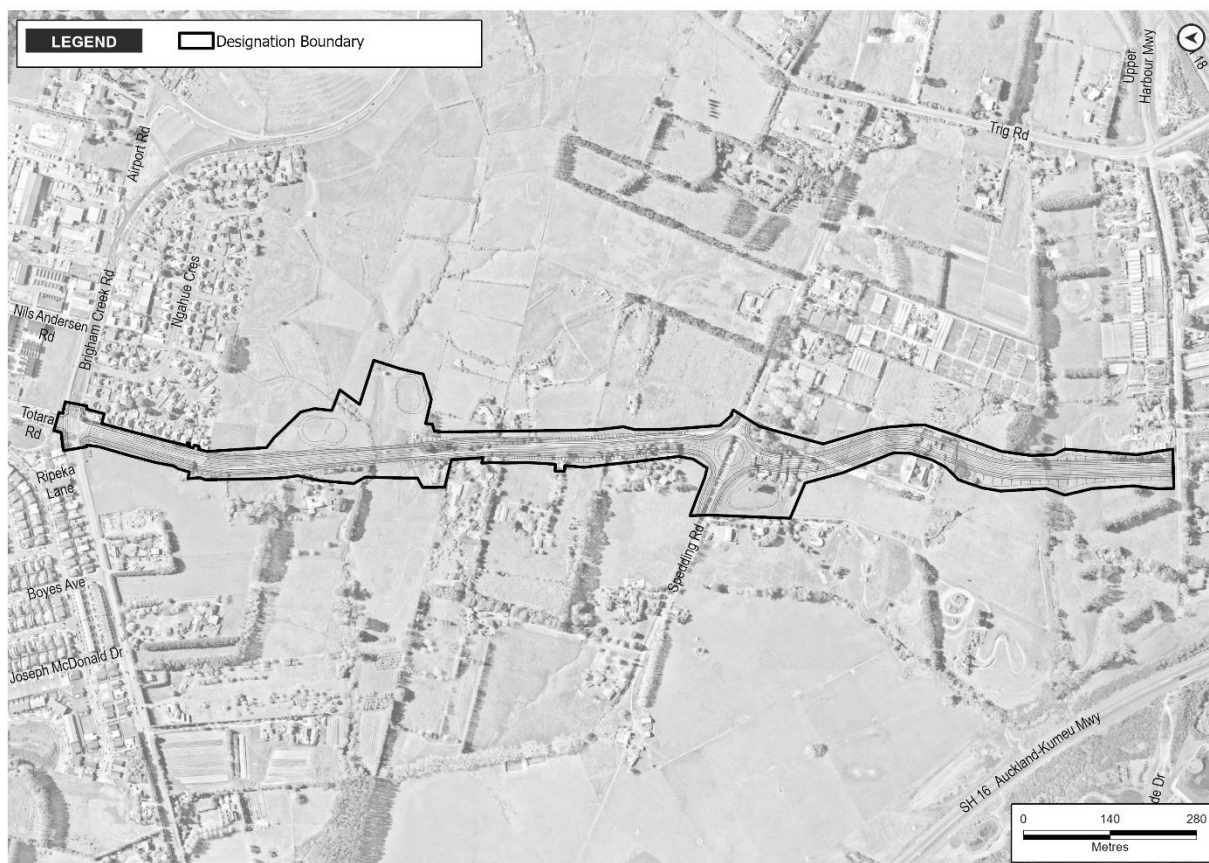 LEGEND
Designation Boundary
Upper
Harbour Mwy
18
Airport Rd
Trig Rd
Ngahue Cres
Brigham Creek Rd
Nils Andersen
Rd
Totara
Rd
Ripeka
Lane
Spedding Rd
Boyes Ave
Joseph McDonald Dr
SH 16 Auckland-Kumeu Mwy
de Dr
0 140 280
Metres